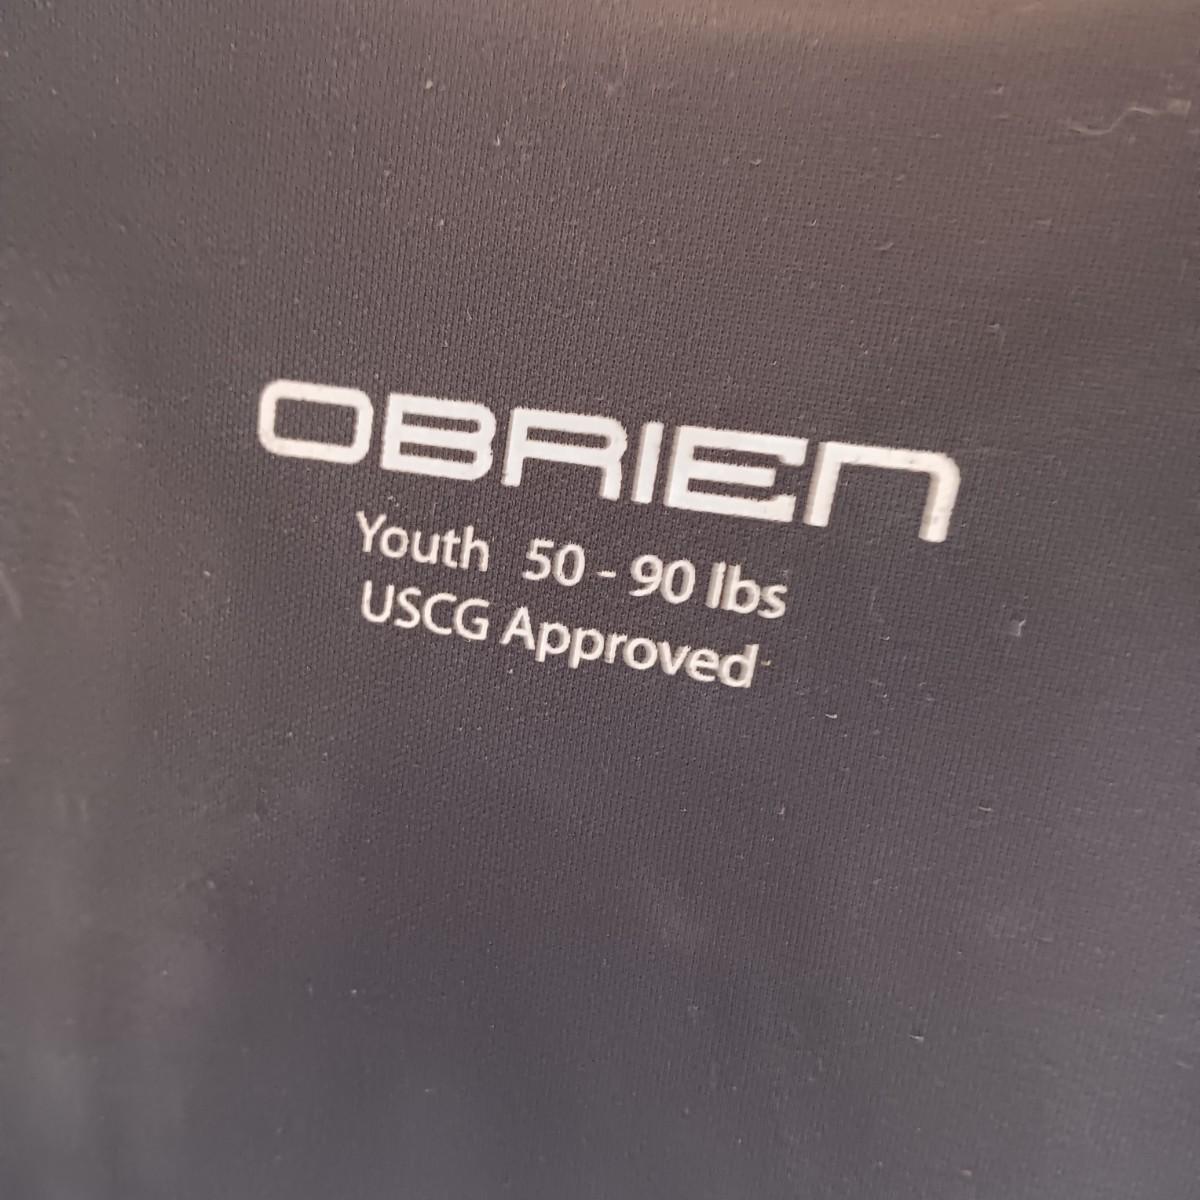 OBRIEN
Youth 50 - 90 lbs
USCG Approved